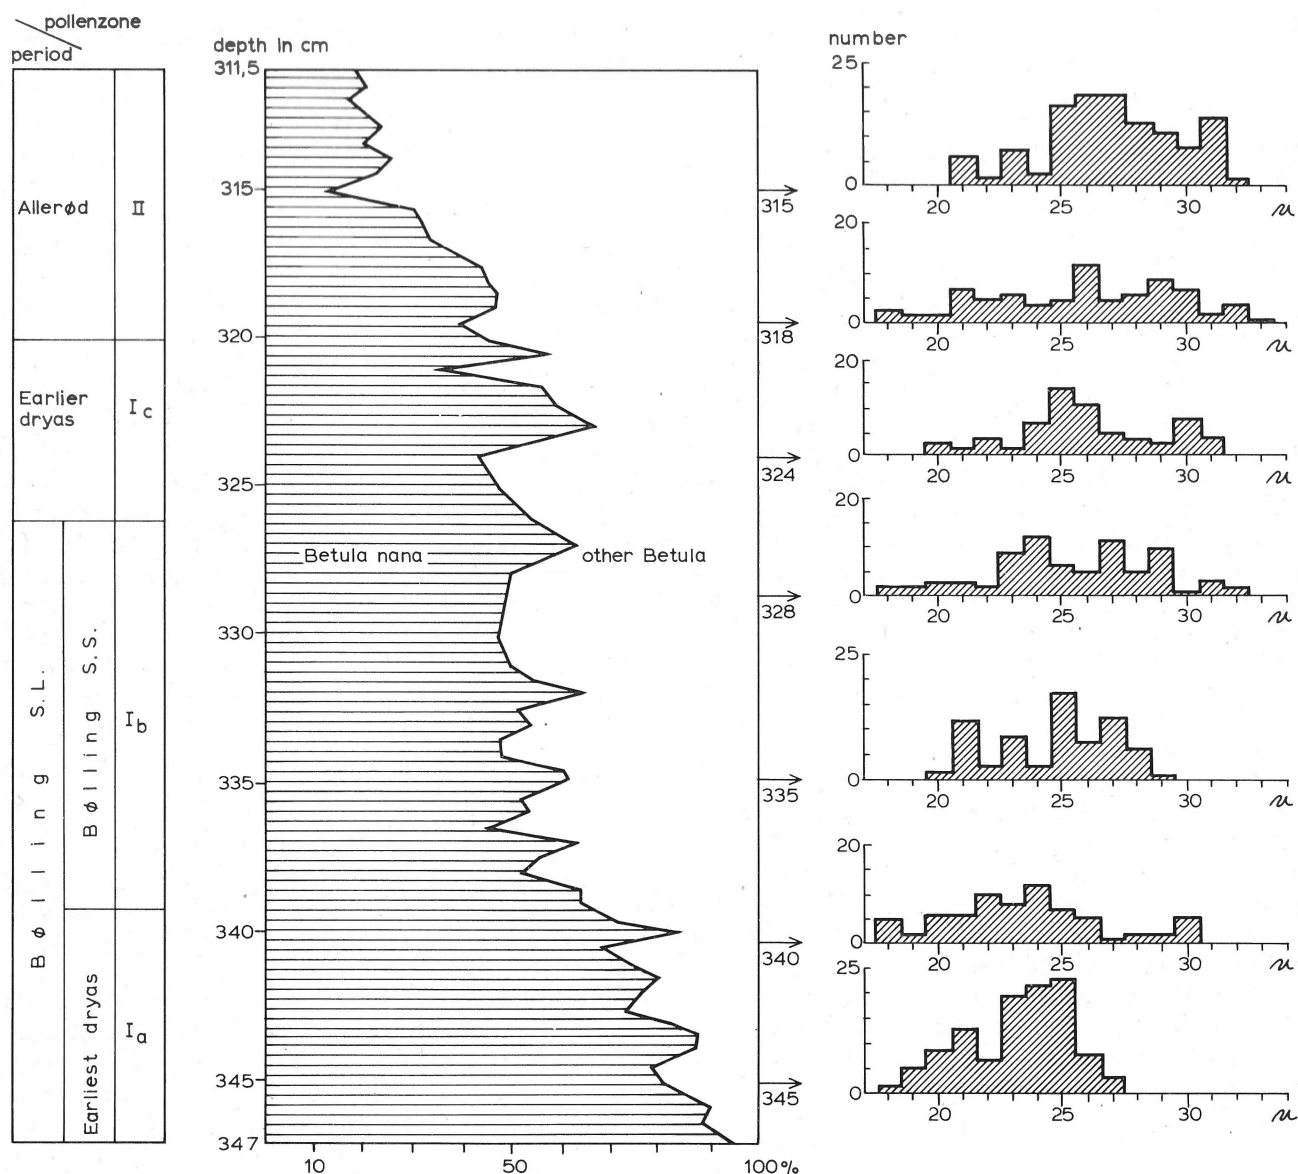 pollenzone
period
depth in cm
number
311,5
315
320
325
330
335
340
345
347
10
50
100%
Allerød
II
Earlier
dryas
Ic
Bølling S.L.
Bølling S.S.
Ib
Earliest dryas
Ia
Betula nana
other Betula
315
318
324
328
335
340
345
25
0
20
25
30
µ
20
0
20
25
30
µ
20
0
20
25
30
µ
20
0
20
25
30
µ
25
0
20
25
30
µ
20
0
20
25
30
µ
25
0
20
25
30
µ